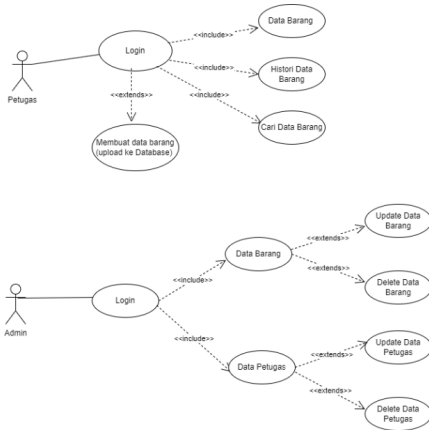 Data Barang
<<include>>
Login
<<include>>
Histori Data
Barang
Petugas
<<extends>>
<<include>>
Cari Data Barang
Membuat data barang
(upload ke Database)
Update Data
Barang
<<extends>>
Data Barang
<<extends>>
<<include>>
Delete Data
Barang
Login
Admin
<<include>>
Update Data
Petugas
<<extends>>
Data Petugas
<<extends>>
Delete Data
Petugas